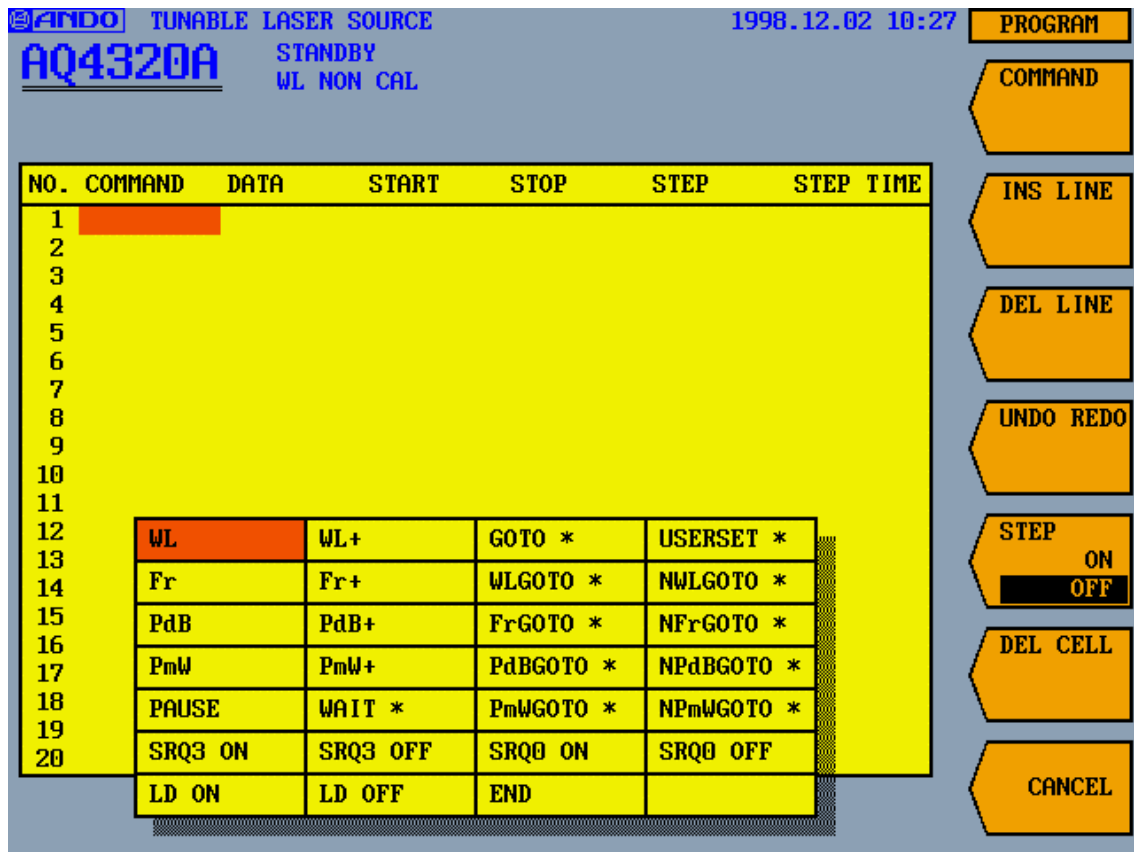 ANDO TUNABLE LASER SOURCE 1998.12.02 10:27
AQ4320A STANDBY
WL NON CAL
NO. COMMAND DATA START STOP STEP STEP TIME
1
2
3
4
5
6
7
8
9
10
11
12
13
14
15
16
17
18
19
20
WL WL+ GOTO * USERSET *
Fr Fr+ WLGOTO * NWLGOTO *
PdB PdB+ FrGOTO * NFrGOTO *
PmW PmW+ PdBGOTO * NPdBGOTO *
PAUSE WAIT * PmWGOTO * NPmWGOTO *
SRQ3 ON SRQ3 OFF SRQ0 ON SRQ0 OFF
LD ON LD OFF END
PROGRAM
COMMAND
INS LINE
DEL LINE
UNDO REDO
STEP
ON
OFF
DEL CELL
CANCEL